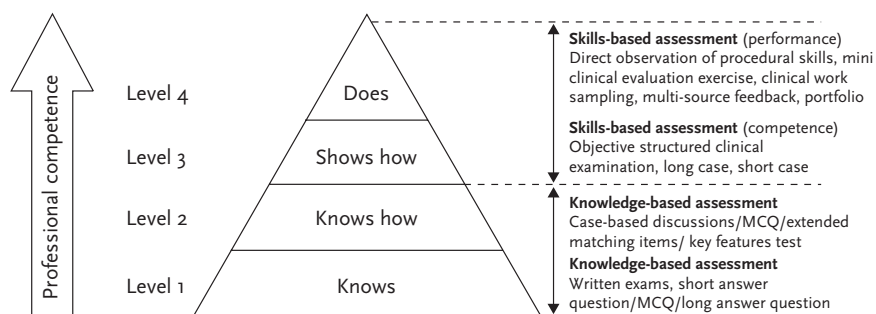 Professional competence
Level 4
Does
Level 3
Shows how
Level 2
Knows how
Level 1
Knows
Skills-based assessment (performance)
Direct observation of procedural skills, mini
clinical evaluation exercise, clinical work
sampling, multi-source feedback, portfolio
Skills-based assessment (competence)
Objective structured clinical
examination, long case, short case
Knowledge-based assessment
Case-based discussions/MCQ/extended
matching items/ key features test
Knowledge-based assessment
Written exams, short answer
question/MCQ/long answer question